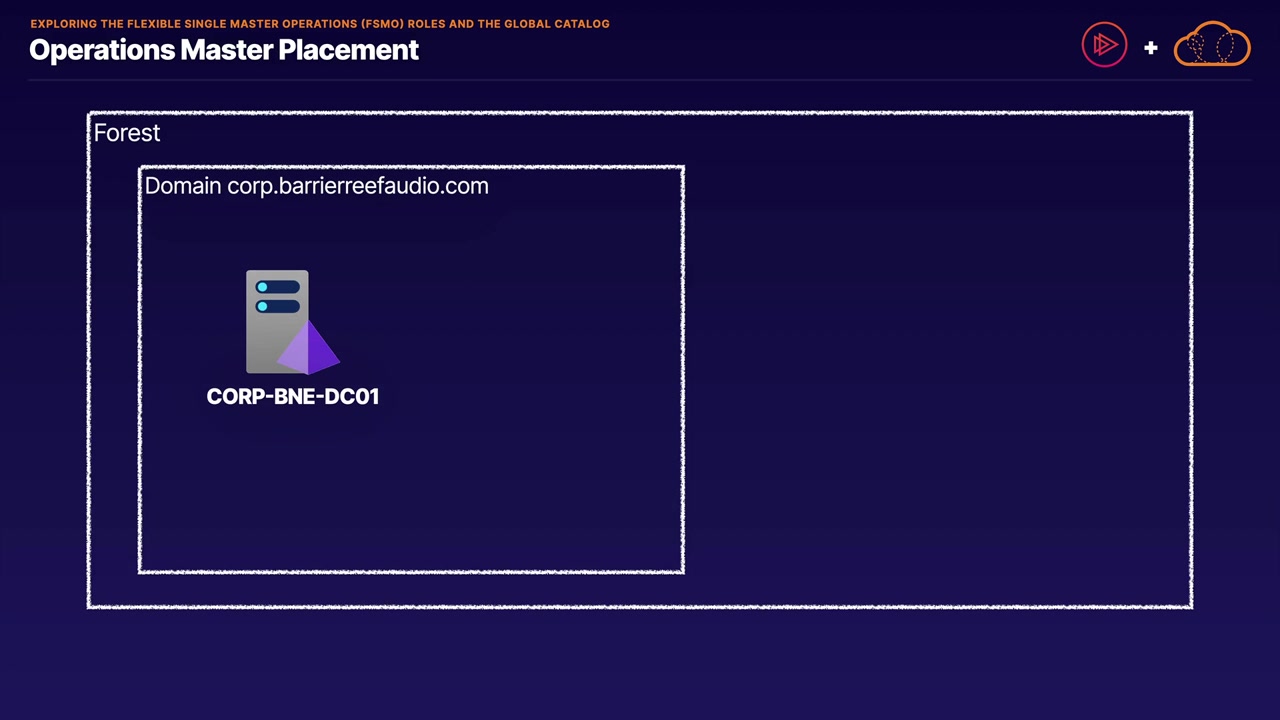 EXPLORING THE FLEXIBLE SINGLE MASTER OPERATIONS (FSMO) ROLES AND THE GLOBAL CATALOG
Operations Master Placement
+
Forest
Domain corp.barrierreefaudio.com
CORP-BNE-DC01